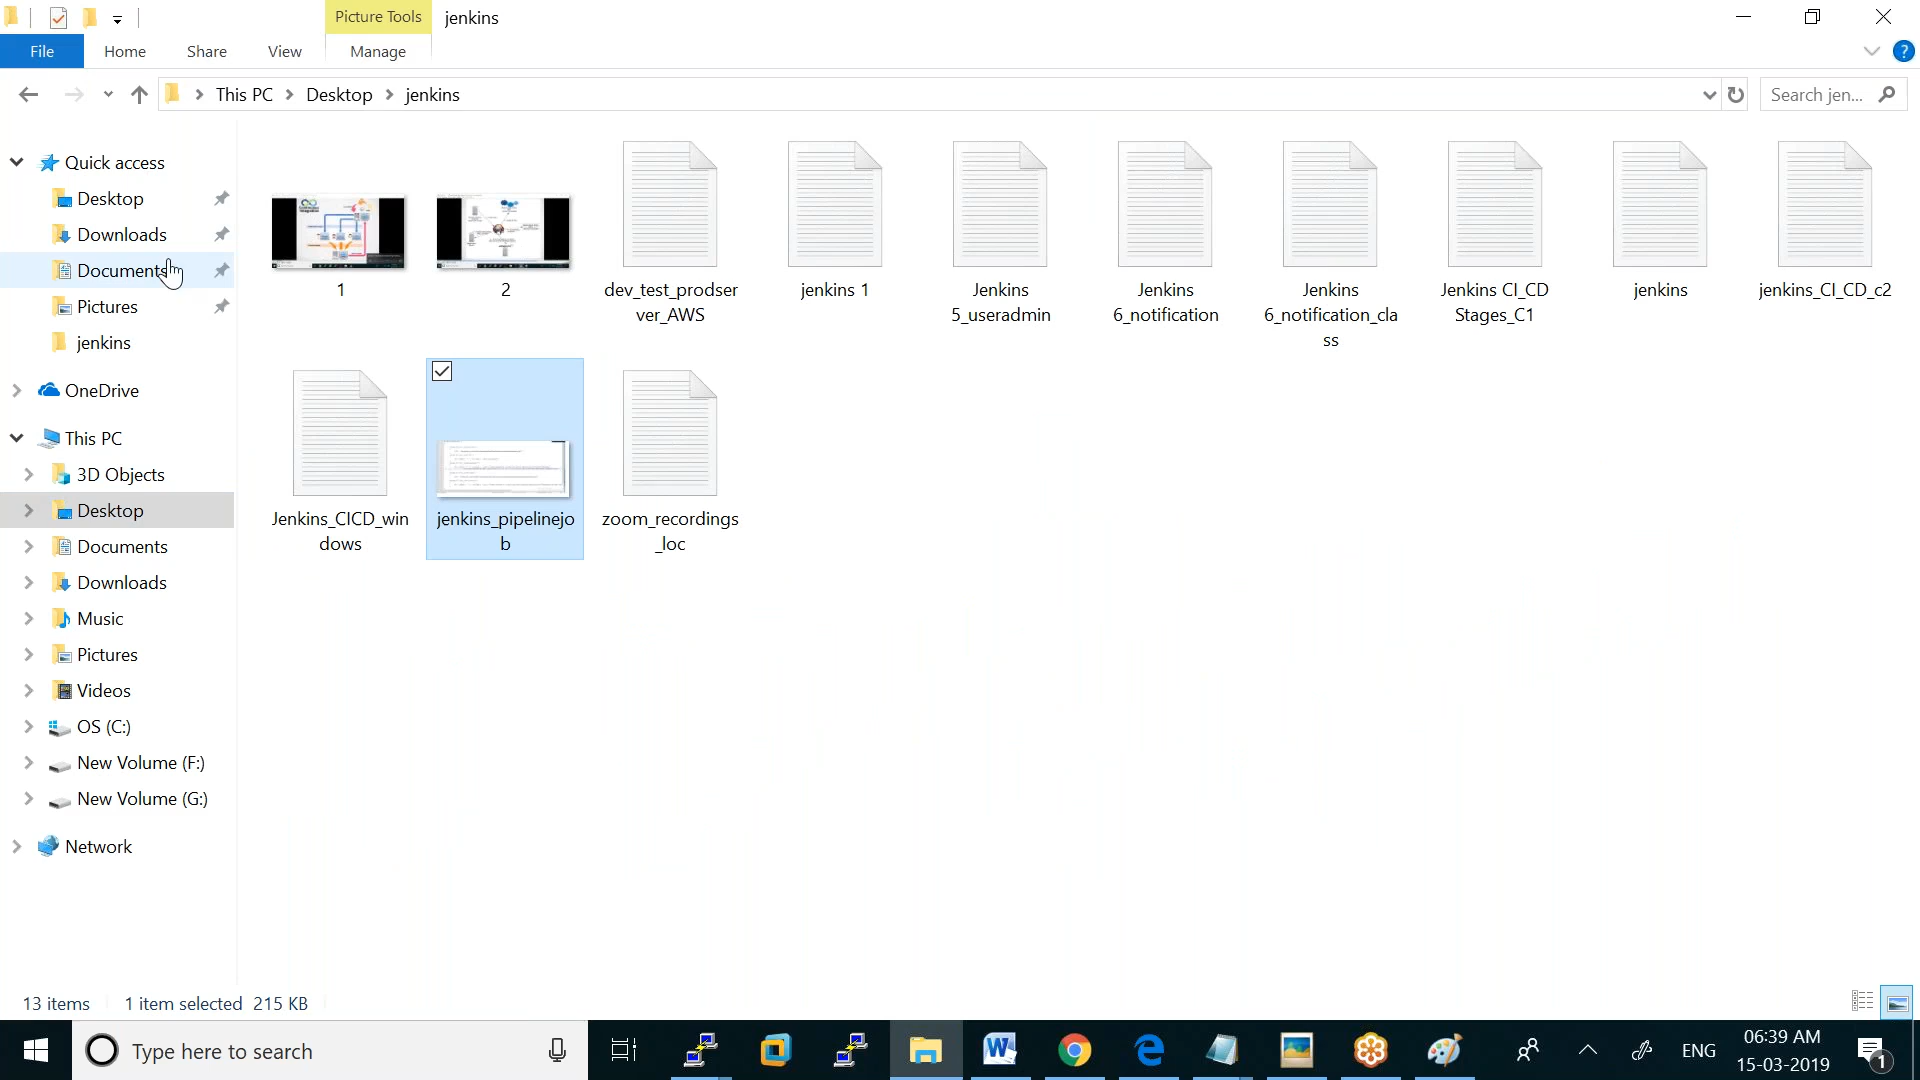 Picture Tools
jenkins
File
Home
Share
View
Manage
?
This PC
Desktop
jenkins
Search jen...
Quick access
Desktop
Downloads
Documents
Pictures
jenkins
OneDrive
This PC
3D Objects
Desktop
Documents
Downloads
Music
Pictures
Videos
OS (C:)
New Volume (F:)
New Volume (G:)
Network
1
2
dev_test_prodser
ver_AWS
jenkins 1
Jenkins
5_useradmin
Jenkins
6_notification
Jenkins
6_notification_cla
ss
Jenkins CI_CD
Stages_C1
jenkins
jenkins_CI_CD_c2
Jenkins_CICD_win
dows
jenkins_pipelinejo
b
zoom_recordings
_loc
13 items
1 item selected 215 KB
Type here to search
ENG
06:39 AM
15-03-2019
1